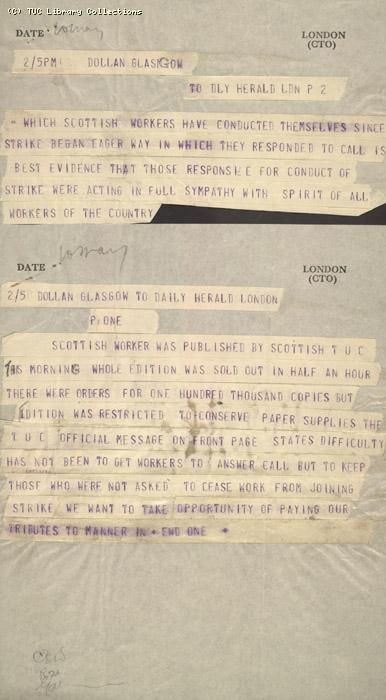 (C) TUC Library Collections
DATE 10 May
LONDON
(CTO)
2/5PM DOLLAN GLASGOW
TO DLY HERALD LDN P 2
- WHICH SCOTTISH WORKERS HAVE CONDUCTED THEMSELVES SINCE
STRIKE BEGAN EAGER WAY IN WHICH THEY RESPONDED TO CALL IS
BEST EVIDENCE THAT THOSE RESPONSIBLE FOR CONDUCT OF
STRIKE WERE ACTING IN FULL SYMPATHY WITH SPIRIT OF ALL
WORKERS OF THE COUNTRY
10 May
DATE
LONDON
(CTO)
2/5 DOLLAN GLASGOW TO DAILY HERALD LONDON
P. ONE
SCOTTISH WORKER WAS PUBLISHED BY SCOTTISH T U C
THIS MORNING WHOLE EDITION WAS SOLD OUT IN HALF AN HOUR
THERE WERE ORDERS FOR ONE HUNDRED THOUSAND COPIES BUT
EDITION WAS RESTRICTED TO CONSERVE PAPER SUPPLIES THE
T U C OFFICIAL MESSAGE ON FRONT PAGE STATES DIFFICULTY
HAS NOT BEEN TO GET WORKERS TO ANSWER CALL BUT TO KEEP
THOSE WHO WERE NOT ASKED TO CEASE WORK FROM JOINING
STRIKE WE WANT TO TAKE OPPORTUNITY OF PAYING OUR
TRIBUTES TO MANNER IN + END ONE +